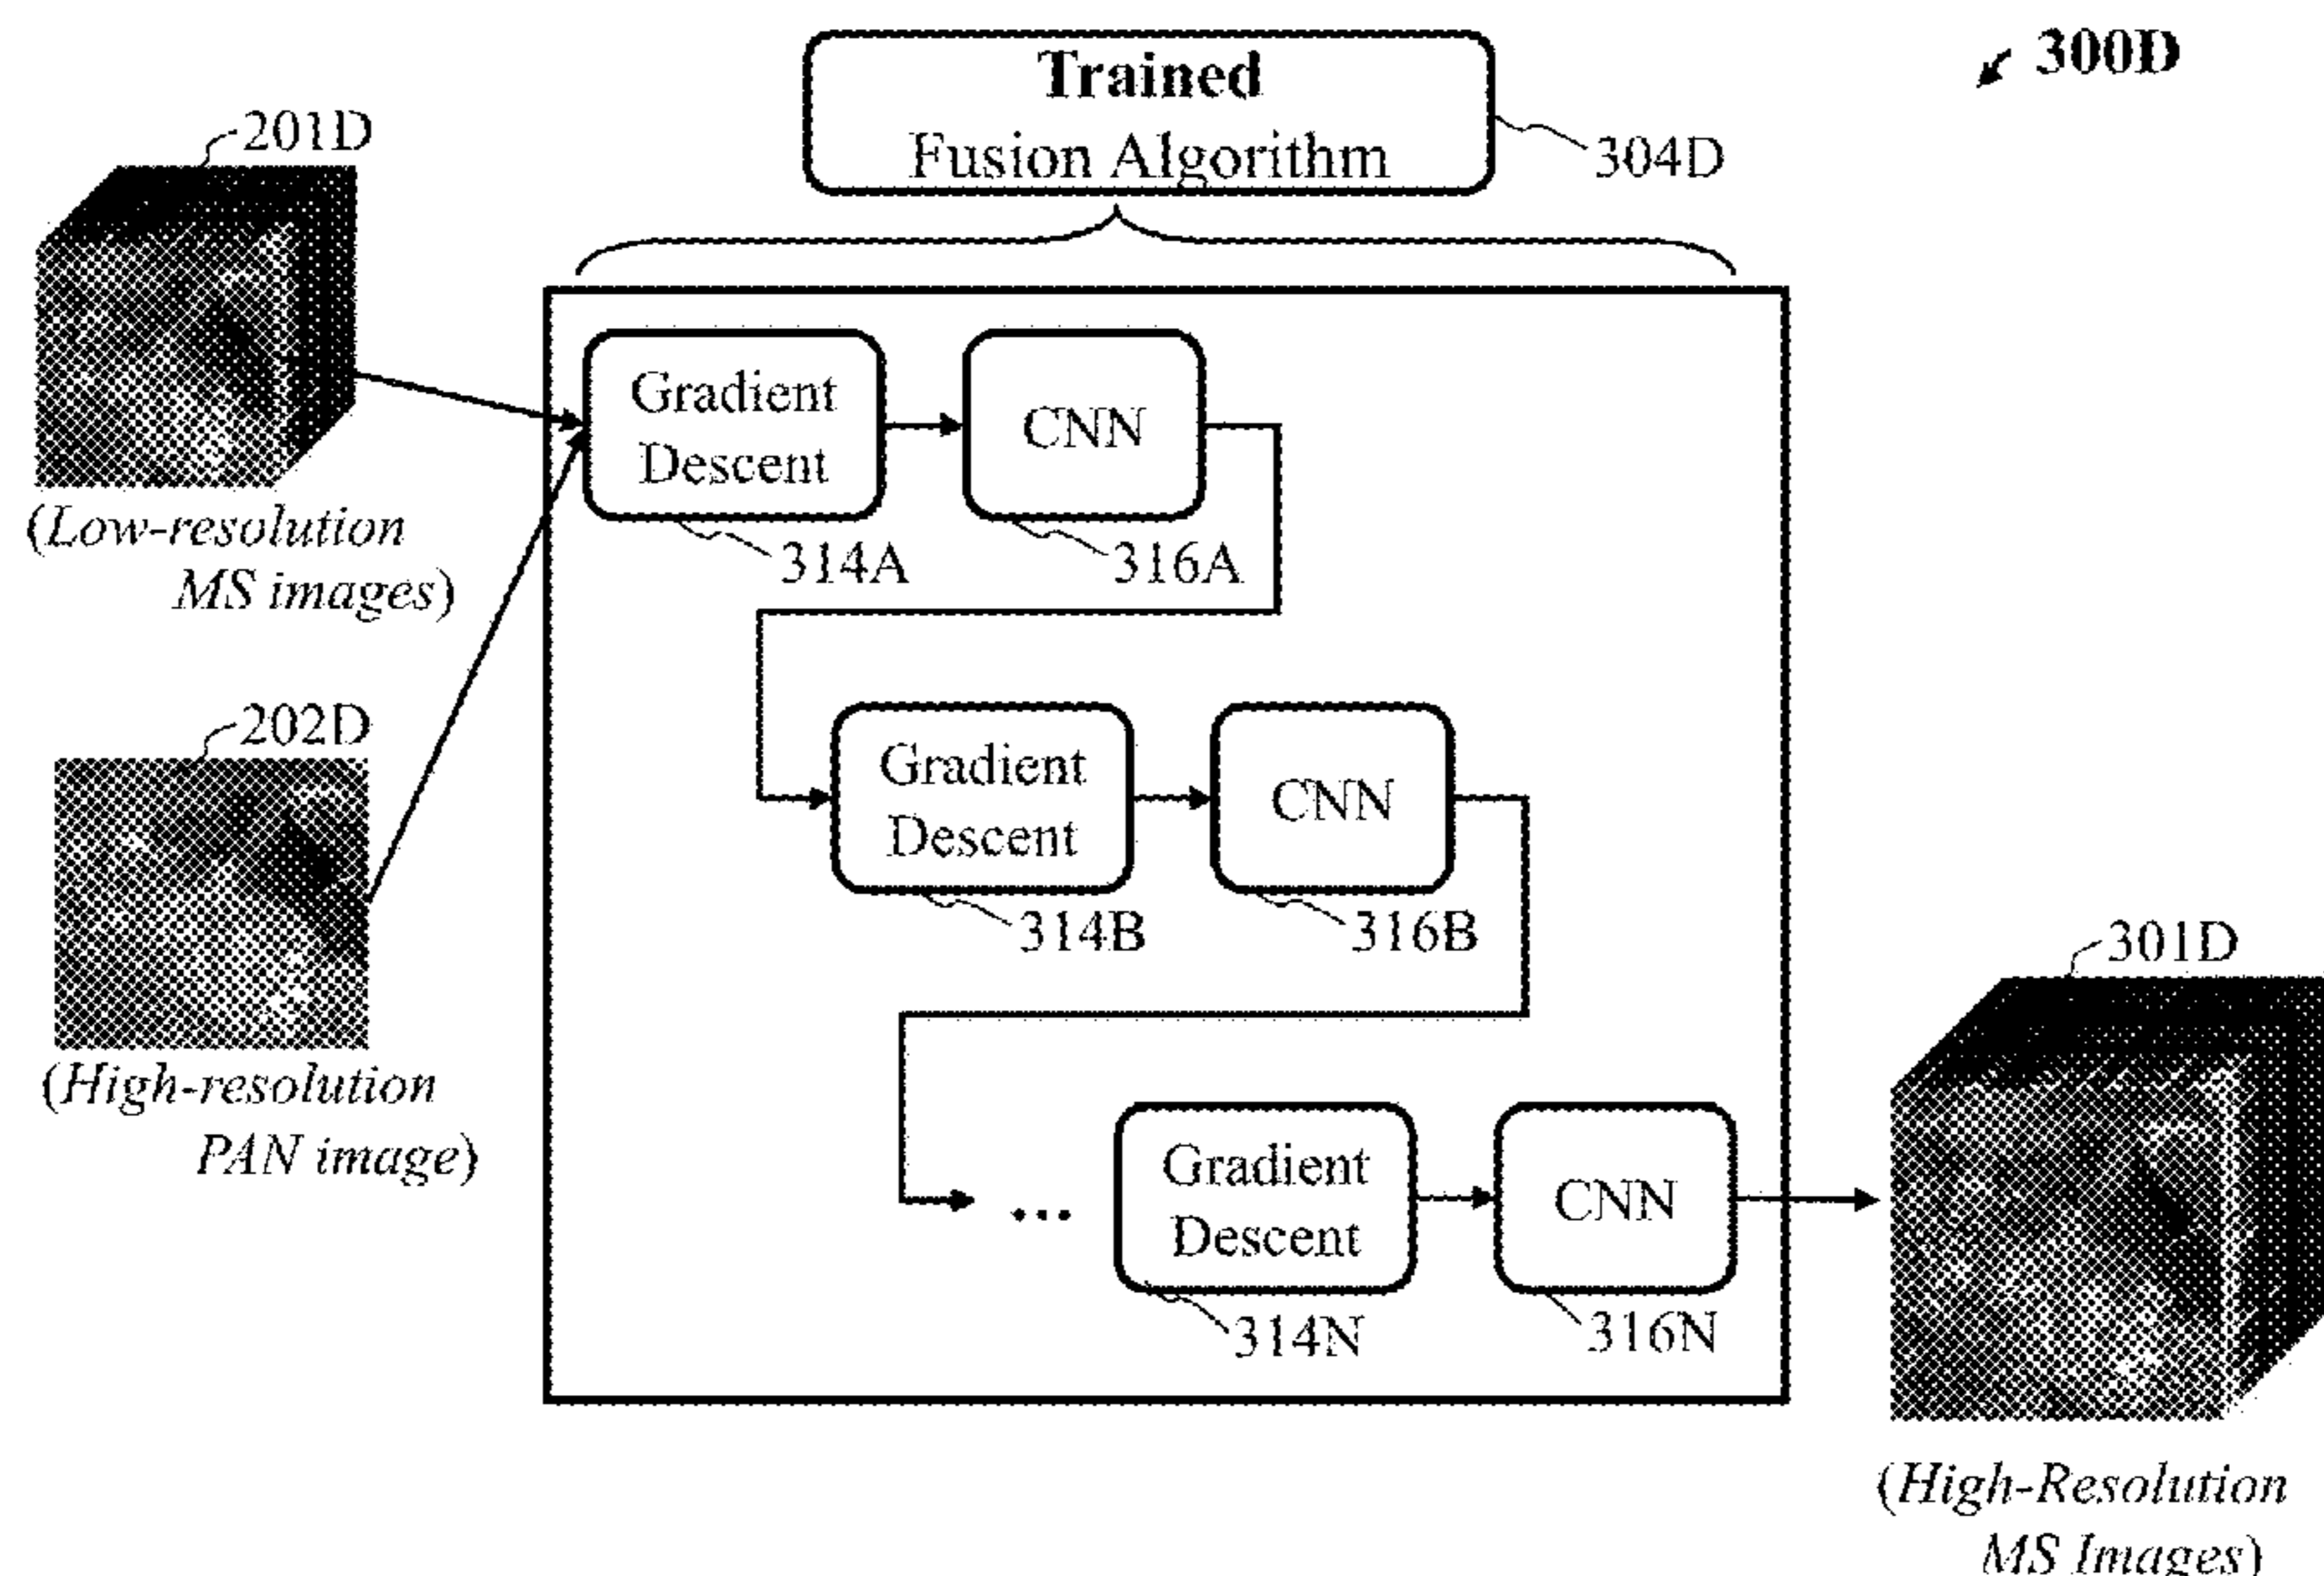 300D
Trained
Fusion Algorithm
304D
201D
(Low-resolution
MS images)
202D
(High-resolution
PAN image)
Gradient
Descent
314A
CNN
316A
Gradient
Descent
314B
CNN
316B
...
Gradient
Descent
314N
CNN
316N
301D
(High-Resolution
MS Images)